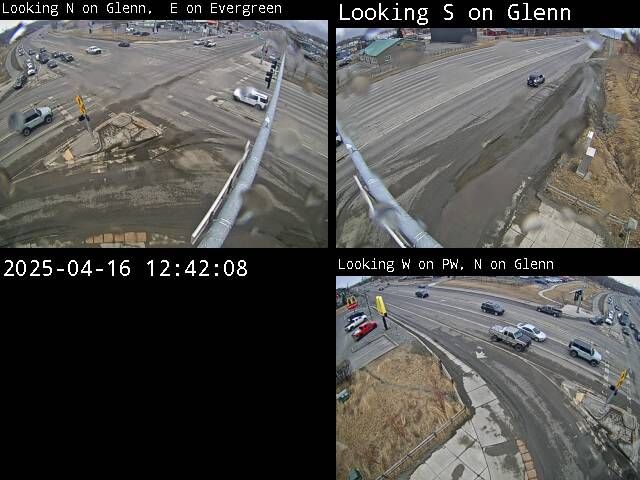 Looking N on Glenn, E on Evergreen
Looking S on Glenn
2025-04-16 12:42:08
Looking W on PW, N on Glenn